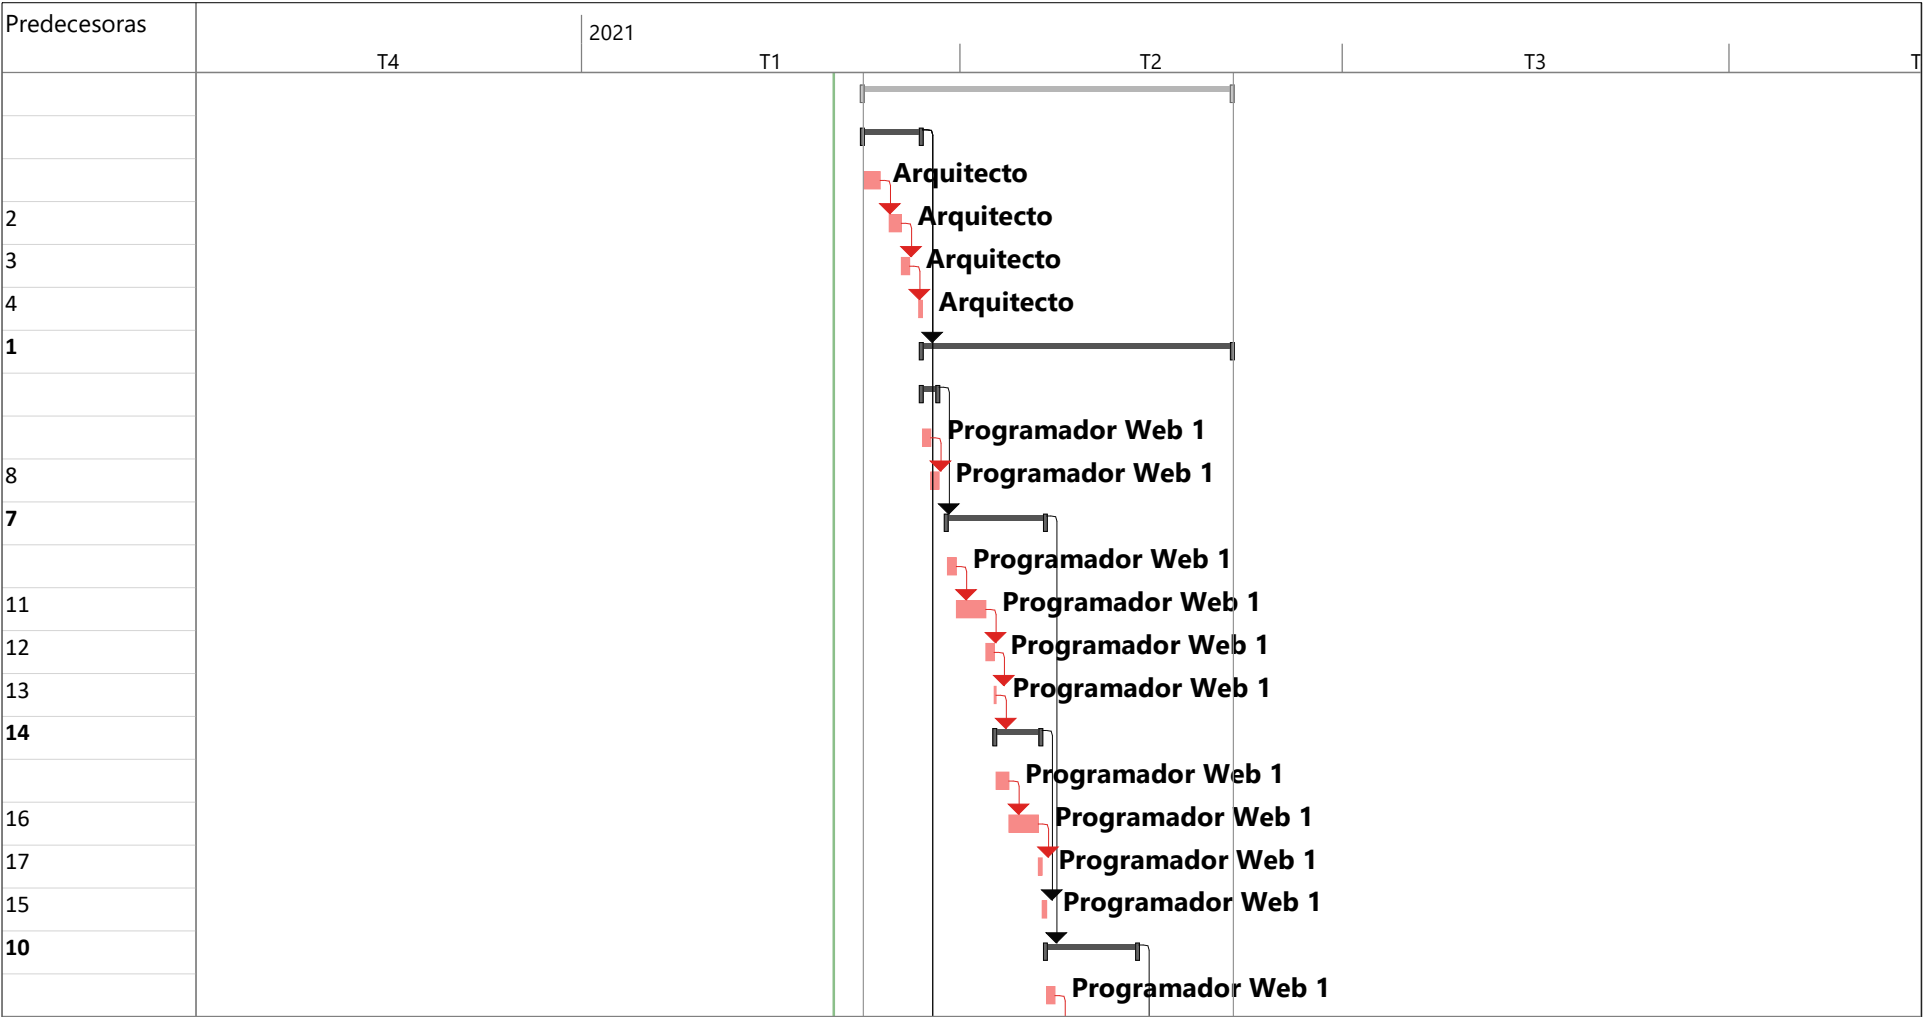 Predecesoras
2021
T4 T1 T2 T3 T
Arquitecto
2 Arquitecto
3 Arquitecto
4 Arquitecto
1
Programador Web 1
8 Programador Web 1
7
Programador Web 1
11 Programador Web 1
12 Programador Web 1
13 Programador Web 1
14
Programador Web 1
16 Programador Web 1
17 Programador Web 1
15 Programador Web 1
10
Programador Web 1